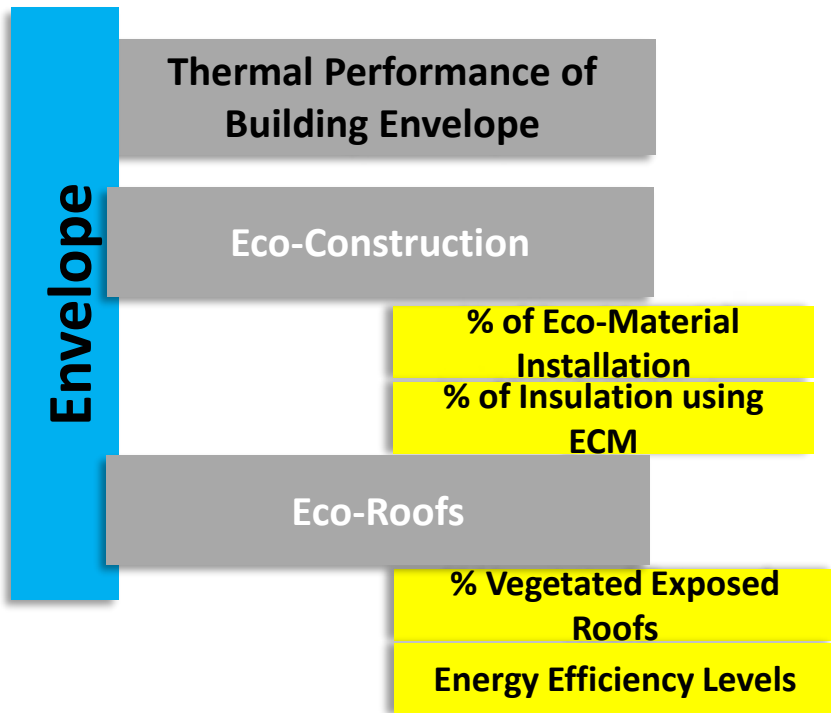 Envelope
Thermal Performance of
Building Envelope
Eco-Construction
% of Eco-Material
Installation
% of Insulation using
ECM
Eco-Roofs
% Vegetated Exposed
Roofs
Energy Efficiency Levels